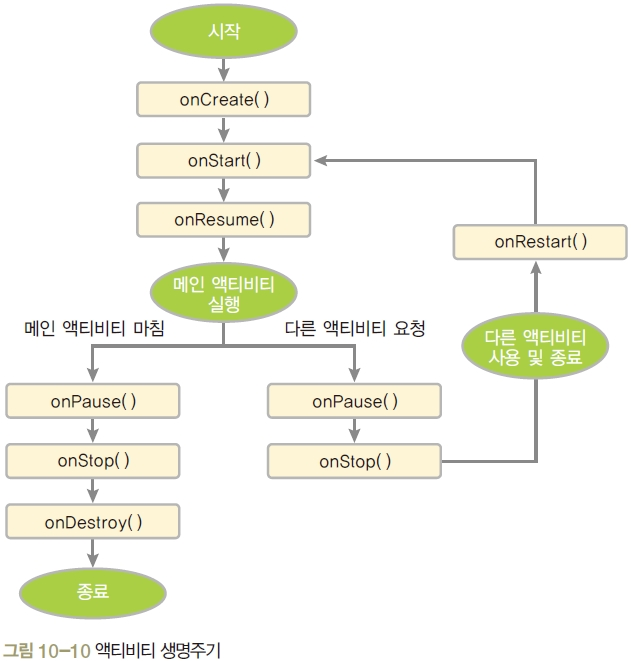 시작
onCreate( )
onStart( )
onResume( )
onRestart( )
메인 액티비티
실행
메인 액티비티 마침
다른 액티비티 요청
다른 액티비티
사용 및 종료
onPause( )
onPause( )
onStop( )
onStop( )
onDestroy( )
종료
그림 10-10 액티비티 생명주기